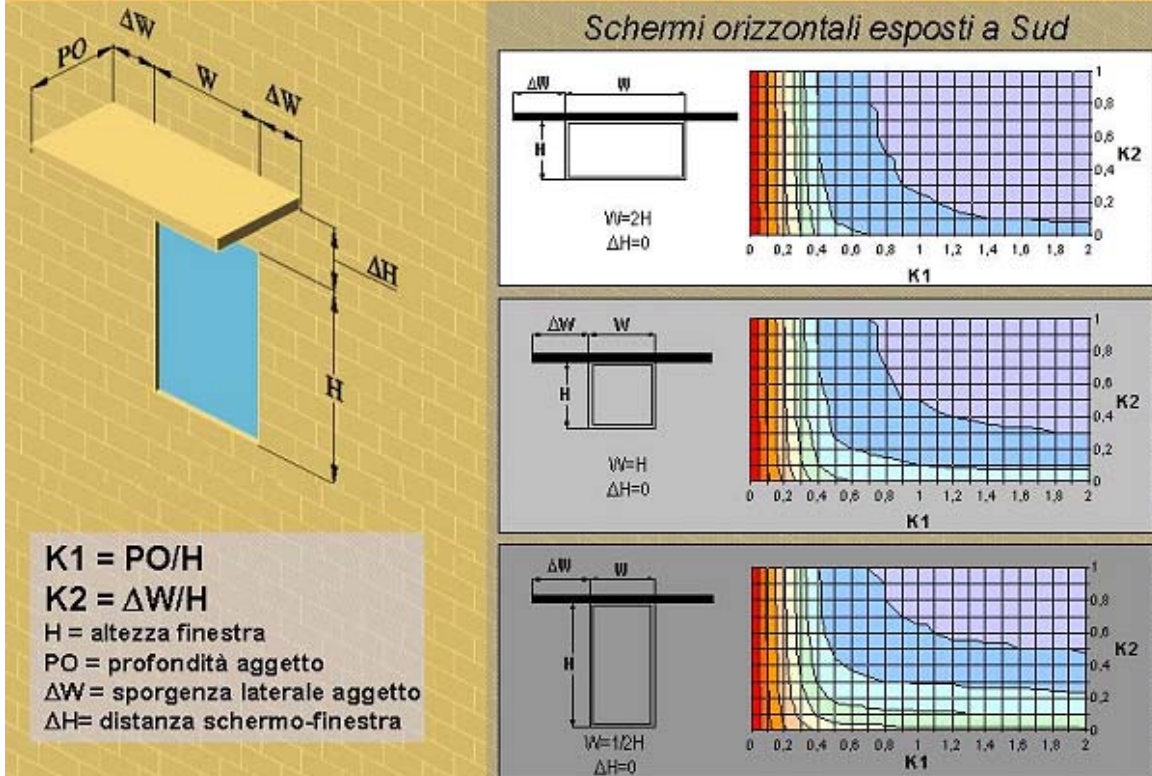 PO
ΔW
W
ΔW
ΔH
H
K1 = PO/H
K2 = ΔW/H
H = altezza finestra
PO = profondità aggetto
ΔW = sporgenza laterale aggetto
ΔH= distanza schermo-finestra
Schermi orizzontali esposti a Sud
ΔW W
H
W=2H
ΔH=0
1
0,8
0,6
0,4
0,2
0
K2
0 0,2 0,4 0,6 0,8 1 1,2 1,4 1,6 1,8 2
K1
ΔW W
H
W=H
ΔH=0
1
0,8
0,6
0,4
0,2
0
K2
0 0,2 0,4 0,6 0,8 1 1,2 1,4 1,6 1,8 2
K1
ΔW W
H
W=1/2H
ΔH=0
1
0,8
0,6
0,4
0,2
0
K2
0 0,2 0,4 0,6 0,8 1 1,2 1,4 1,6 1,8 2
K1